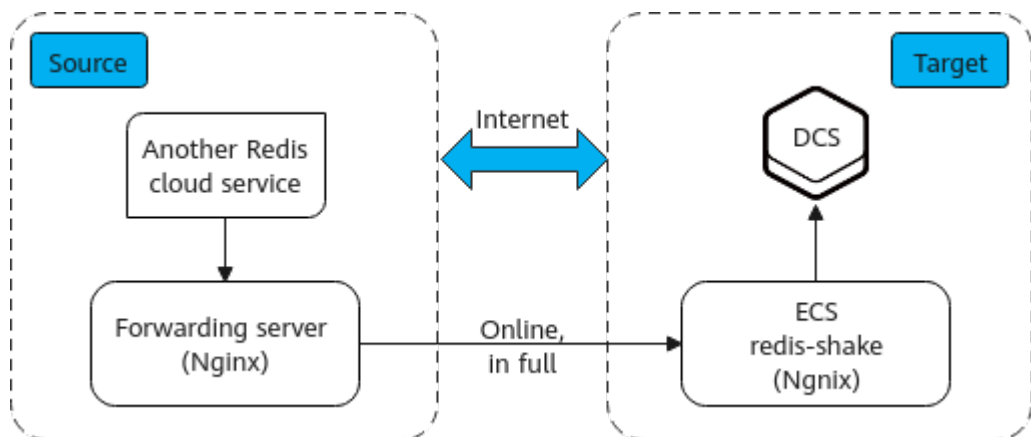 Source
Target
Internet
Another Redis
cloud service
DCS
Forwarding server
(Nginx)
Online,
in full
ECS
redis-shake
(Ngnix)